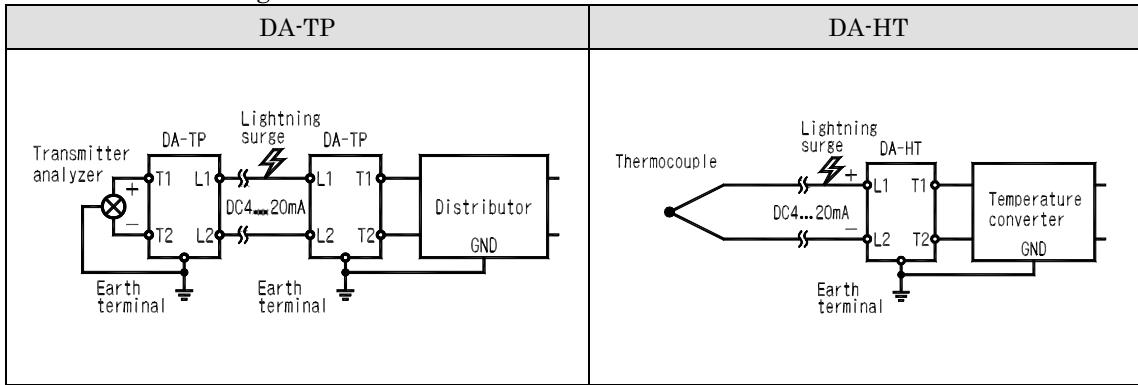 DA-TP
DA-HT
Lightning
surge
DA-TP
DA-TP
Transmitter
analyzer
T1
L1
L1
T1
+
DC4...20mA
Distributor
−
T2
L2
L2
T2
GND
Earth
terminal
Earth
terminal
Lightning
surge
DA-HT
Thermocouple
+
L1
T1
DC4...20mA
Temperature
converter
−
L2
T2
GND
Earth
terminal